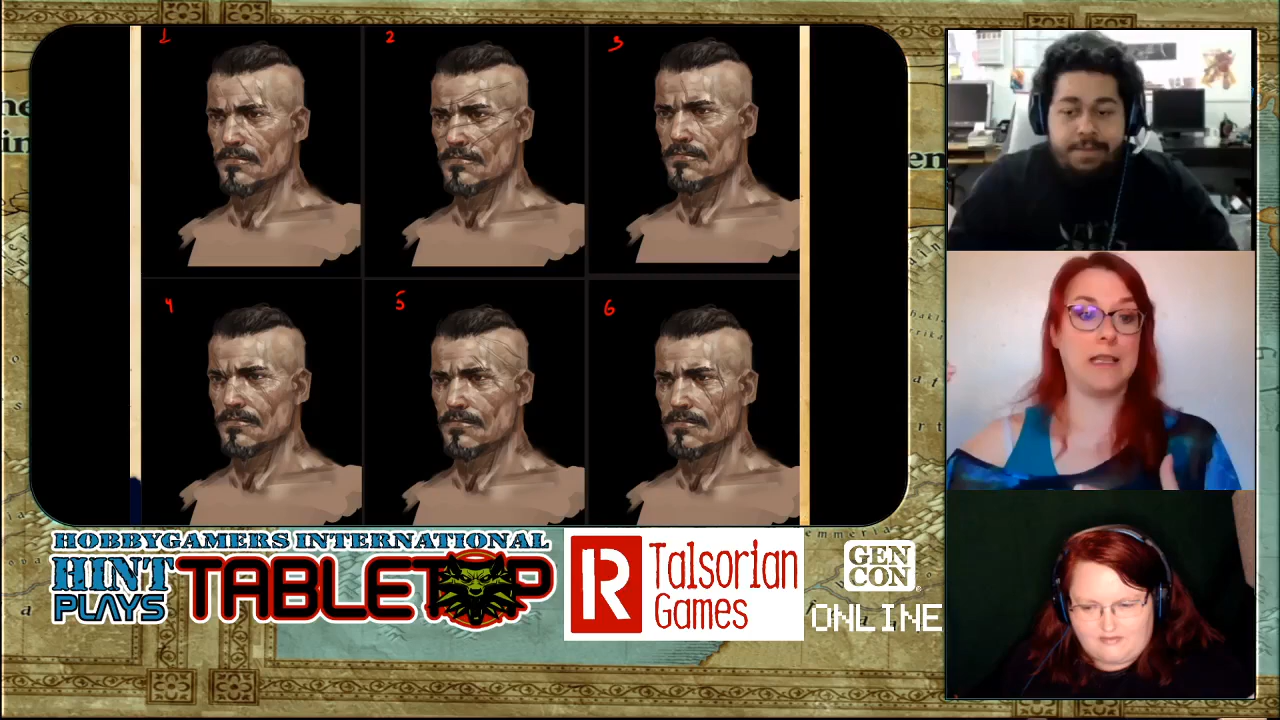 1 2 3
4 5 6
HOBBYGAMERS INTERNATIONAL
HINT
PLAYS
TABLETOP
R
Talsorian
Games
GEN
CON
ONLINE